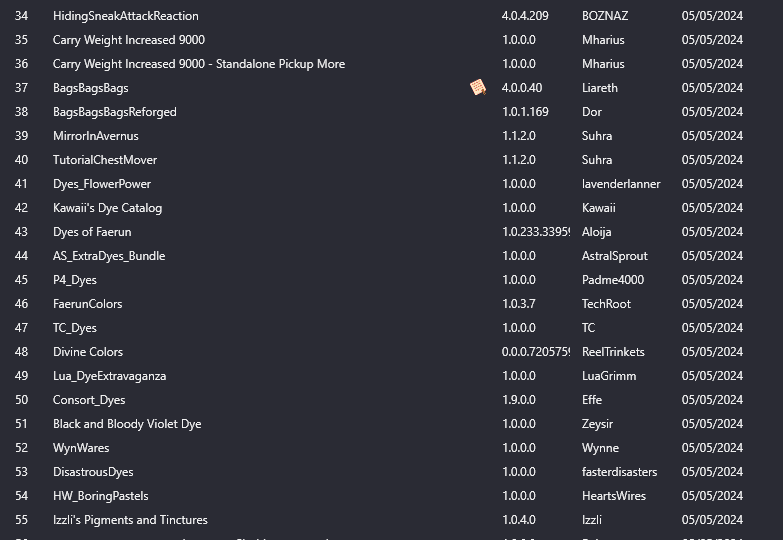 34 HidingSneakAttackReaction 4.0.4.209 BOZNAZ 05/05/2024
35 Carry Weight Increased 9000 1.0.0.0 Mharius 05/05/2024
36 Carry Weight Increased 9000 - Standalone Pickup More 1.0.0.0 Mharius 05/05/2024
37 BagsBagsBags 4.0.0.40 Liareth 05/05/2024
38 BagsBagsBagsReforged 1.0.1.169 Dor 05/05/2024
39 MirrorInAvernus 1.1.2.0 Suhra 05/05/2024
40 TutorialChestMover 1.1.2.0 Suhra 05/05/2024
41 Dyes_FlowerPower 1.0.0.0 lavenderlanner 05/05/2024
42 Kawaii's Dye Catalog 1.0.0.0 Kawaii 05/05/2024
43 Dyes of Faerun 1.0.233.3395 Aloija 05/05/2024
44 AS_ExtraDyes_Bundle 1.0.0.0 AstralSprout 05/05/2024
45 P4_Dyes 1.0.0.0 Padme4000 05/05/2024
46 FaerunColors 1.0.3.7 TechRoot 05/05/2024
47 TC_Dyes 1.0.0.0 TC 05/05/2024
48 Divine Colors 0.0.0.720575 ReelTrinkets 05/05/2024
49 Lua_DyeExtravaganza 1.0.0.0 LuaGrimm 05/05/2024
50 Consort_Dyes 1.9.0.0 Effe 05/05/2024
51 Black and Bloody Violet Dye 1.0.0.0 Zeysir 05/05/2024
52 WynWares 1.0.0.0 Wynne 05/05/2024
53 DisastrousDyes 1.0.0.0 fasterdisasters 05/05/2024
54 HW_BoringPastels 1.0.0.0 HeartsWires 05/05/2024
55 Izzli's Pigments and Tinctures 1.0.4.0 Izzli 05/05/2024